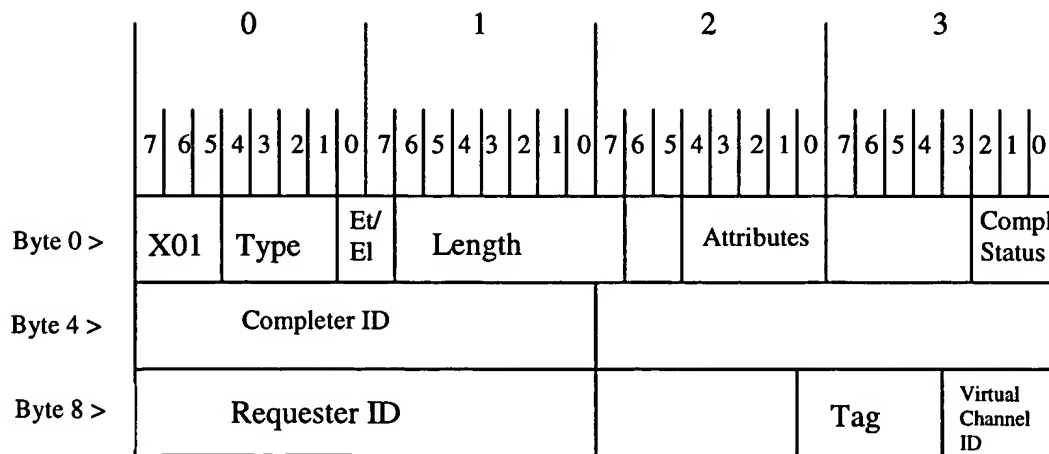 0 1 2 3
7 6 5 4 3 2 1 0 7 6 5 4 3 2 1 0 7 6 5 4 3 2 1 0 7 6 5 4 3 2 1 0
Byte 0 > X01 Type Et/ El Length Attributes Compl Status
Byte 4 > Completer ID
Byte 8 > Requester ID Tag Virtual Channel ID